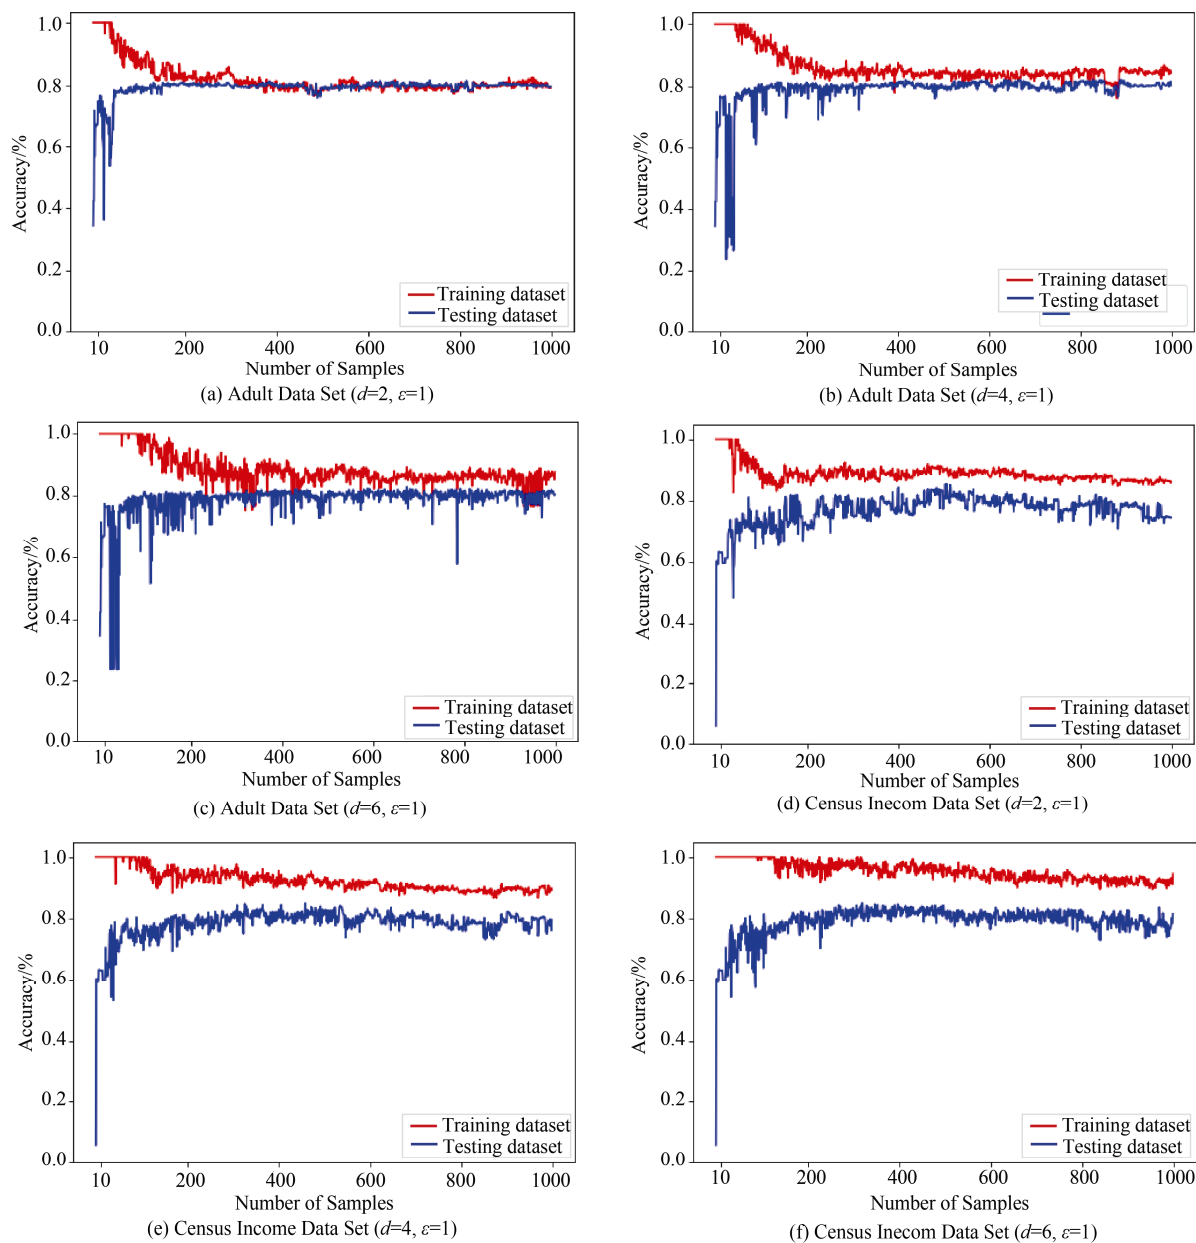 1.0
0.8
0.6
0.4
0.2
0.0
Accuracy/%
Training dataset
Testing dataset
10 200 400 600 800 1000
Number of Samples
(a) Adult Data Set (d=2, ε=1)
1.0
0.8
0.6
0.4
0.2
0.0
Accuracy/%
Training dataset
Testing dataset
10 200 400 600 800 1000
Number of Samples
(b) Adult Data Set (d=4, ε=1)
1.0
0.8
0.6
0.4
0.2
0.0
Accuracy/%
Training dataset
Testing dataset
10 200 400 600 800 1000
Number of Samples
(c) Adult Data Set (d=6, ε=1)
1.0
0.8
0.6
0.4
0.2
0.0
Accuracy/%
Training dataset
Testing dataset
10 200 400 600 800 1000
Number of Samples
(d) Census Inecom Data Set (d=2, ε=1)
1.0
0.8
0.6
0.4
0.2
0.0
Accuracy/%
Training dataset
Testing dataset
10 200 400 600 800 1000
Number of Samples
(e) Census Income Data Set (d=4, ε=1)
1.0
0.8
0.6
0.4
0.2
0.0
Accuracy/%
Training dataset
Testing dataset
10 200 400 600 800 1000
Number of Samples
(f) Census Inecom Data Set (d=6, ε=1)